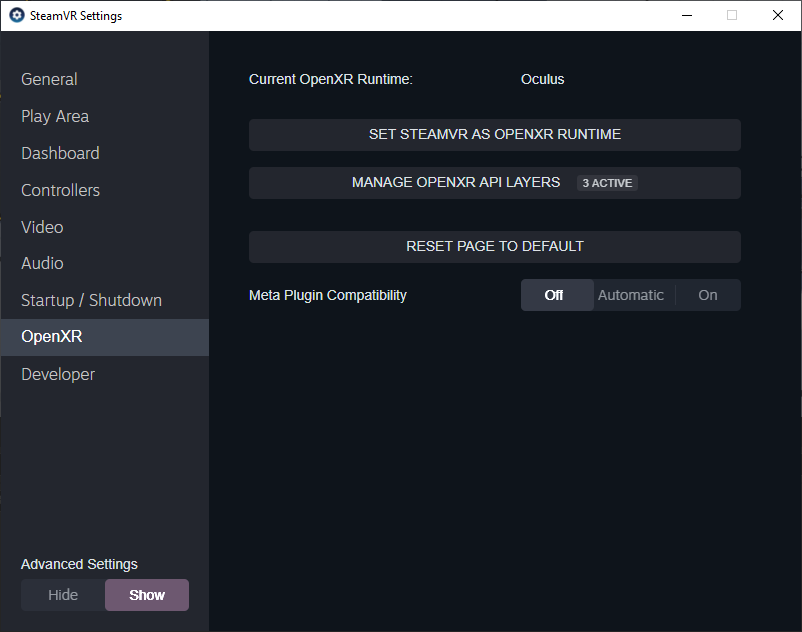 SteamVR Settings
General
Play Area
Dashboard
Controllers
Video
Audio
Startup / Shutdown
OpenXR
Developer
Advanced Settings
Hide Show
Current OpenXR Runtime: Oculus
SET STEAMVR AS OPENXR RUNTIME
MANAGE OPENXR API LAYERS 3 ACTIVE
RESET PAGE TO DEFAULT
Meta Plugin Compatibility Off Automatic On